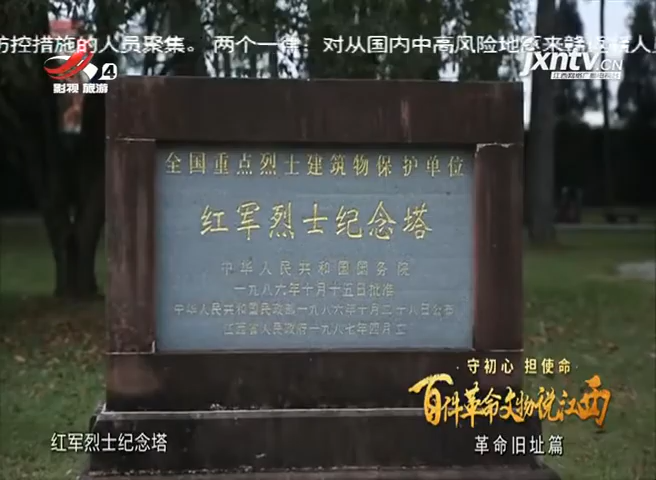 防控措施的人员聚集。两个一律：对从国内中高风险地区来赣返赣人员
4
影视 旅游
jxntv.CN
全国重点烈士建筑物保护单位
红军烈士纪念塔
中华人民共和国国务院
一九八六年十月十五日批准
中华人民共和国民政部一九八六年十月二十八日公布
江西省人民政府一九八七年四月立
·守初心 担使命·
百件革命文物说江西
革命旧址篇
红军烈士纪念塔